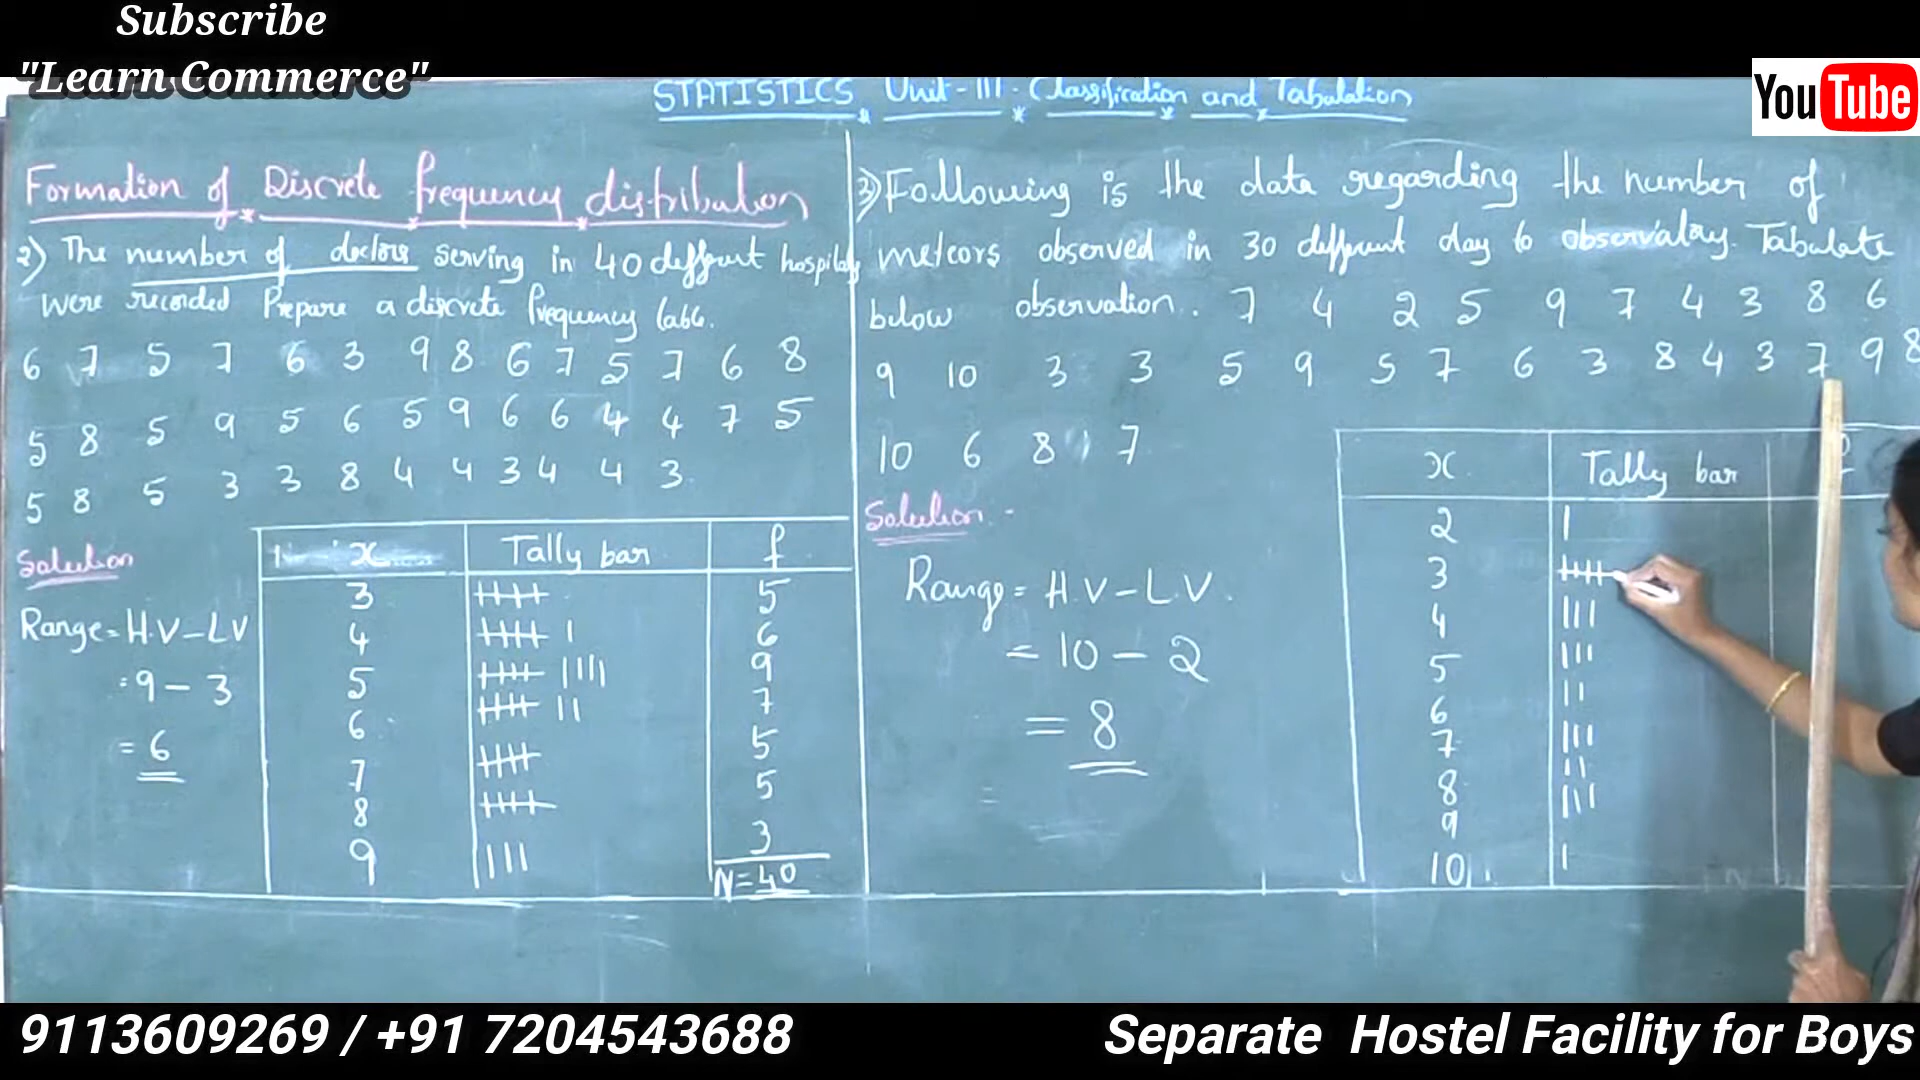 Subscribe
"Learn Commerce"
YouTube
STATISTICS Unit-III. Classification and Tabulation
Formation of Discrete frequency distribution
2) The number of doctors serving in 40 different hospitals
were recorded Prepare a discrete frequency table.
6 7 5 7 6 3 9 8 6 7 5 7 6 8
5 8 5 9 5 6 5 9 6 6 4 4 7 5
5 8 5 3 3 8 4 4 3 4 4 3
Solution
Range = H.V - LV
= 9 - 3
= 6
x Tally bar f
3 5
4 6
5 9
6 7
7 5
8 5
9 3
N = 40
3) Following is the data regarding the number of
meteors observed in 30 different day to observatory. Tabulate
below observation. 7 4 2 5 9 7 4 3 8 6
9 10 3 3 5 9 5 7 6 3 8 4 3 7 9 8
10 6 8 7
Solution :-
Range = H.V - L.V.
= 10 - 2
= 8
x Tally bar
2
3
4
5
6
7
8
9
10
9113609269 / +91 7204543688
Separate Hostel Facility for Boys